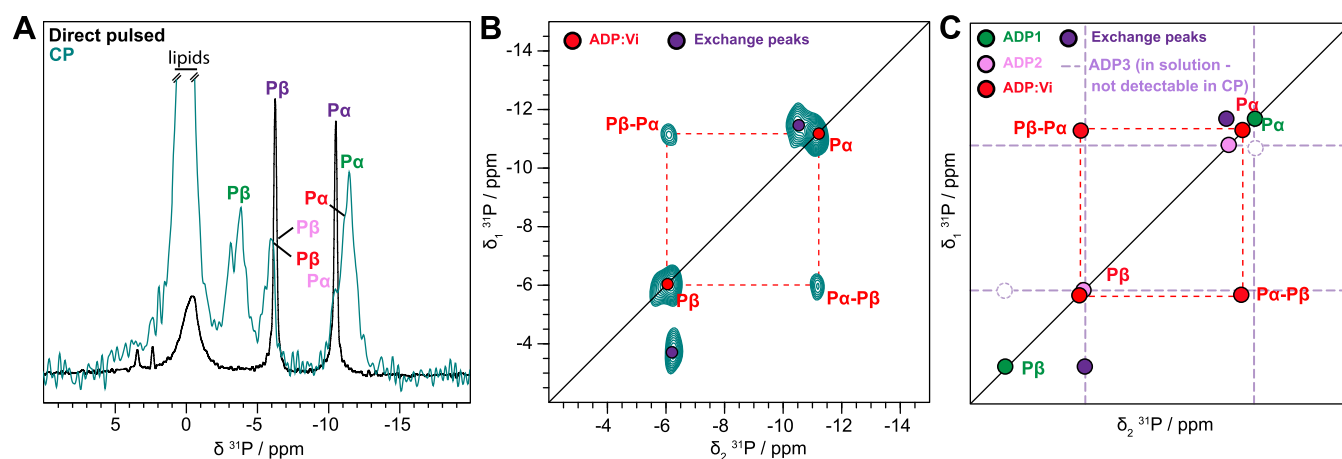 A
Direct pulsed
CP
lipids
Pβ
Pα
Pβ
Pα
Pα
Pβ
Pβ
Pα
5
0
-5
-10
-15
δ ³¹P / ppm
B
ADP:Vi
Exchange peaks
-14
-12
-10
-8
-6
-4
δ₁ ³¹P / ppm
Pβ-Pα
Pα
Pβ
Pα-Pβ
-4
-6
-8
-10
-12
-14
δ₂ ³¹P / ppm
C
ADP1
Exchange peaks
ADP2
ADP3 (in solution -
ADP:Vi
not detectable in CP)
δ₁ ³¹P / ppm
Pβ-Pα
Pα
Pα
Pβ
Pα-Pβ
Pβ
δ₂ ³¹P / ppm